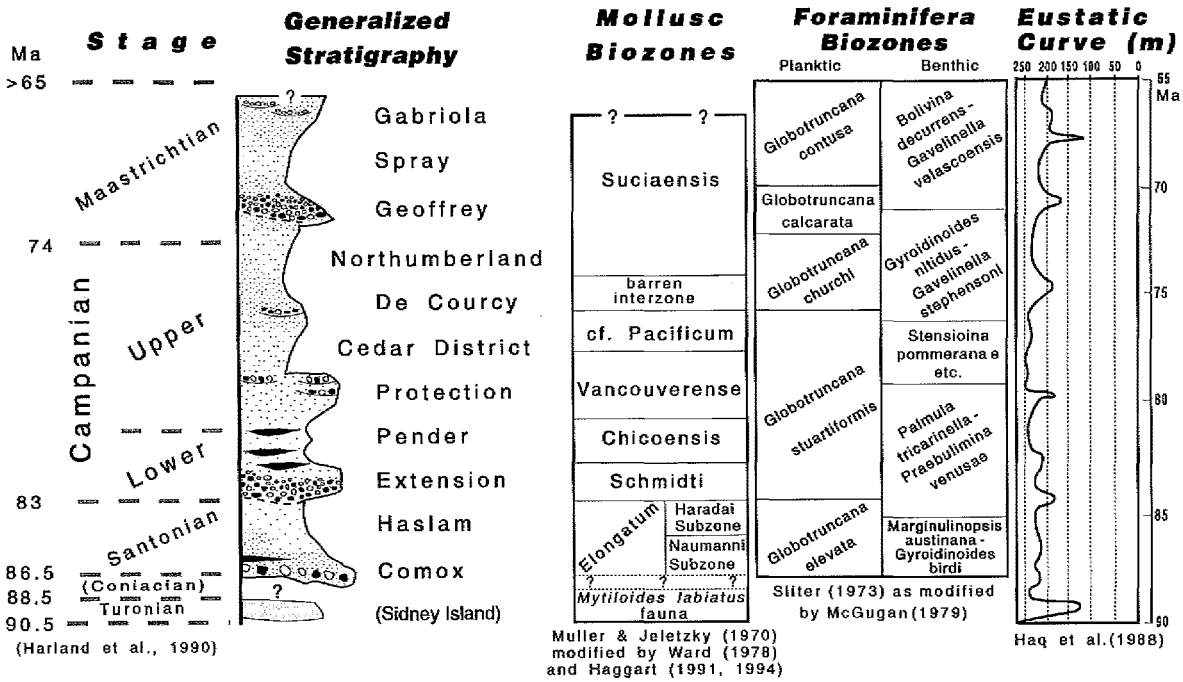 Ma
Stage
Generalized
Stratigraphy
Mollusc
Biozones
Foraminifera
Biozones
Planktic
Benthic
Eustatic
Curve (m)
250 200 150 100 50 0
>65
Maastrichtian
74
Campanian
Upper
Lower
83
Santonian
86.5
(Coniacian)
88.5
Turonian
90.5
(Harland et al., 1990)
?
Gabriola
Spray
Geoffrey
Northumberland
De Courcy
Cedar District
Protection
Pender
Extension
Haslam
Comox
?
(Sidney Island)
? ?
Suciaensis
barren
interzone
cf. Pacificum
Vancouverense
Chicoensis
Schmidti
Elongatum
Haradai
Subzone
Naumanni
Subzone
? ? ?
Mytiloides labiatus
fauna
Muller & Jeletzky (1970)
modified by Ward (1978)
and Haggart (1991, 1994)
Globotruncana
contusa
Globotruncana
calcarata
Globotruncana
churchi
Globotruncana
stuartiformis
Globotruncana
elevata
Bolivina
decurrens -
Gavelinella
velascoensis
Gyroidinoides
nitidus -
Gavelinella
stephensoni
Stensioina
pommerana e
etc.
Palmula
tricarinella -
Praebulimina
venusae
Marginulinopsis
austinana -
Gyroidinoides
birdi
Sliter (1973) as modified
by McGugan (1979)
65
Ma
70
75
80
85
90
Haq et al.(1988)